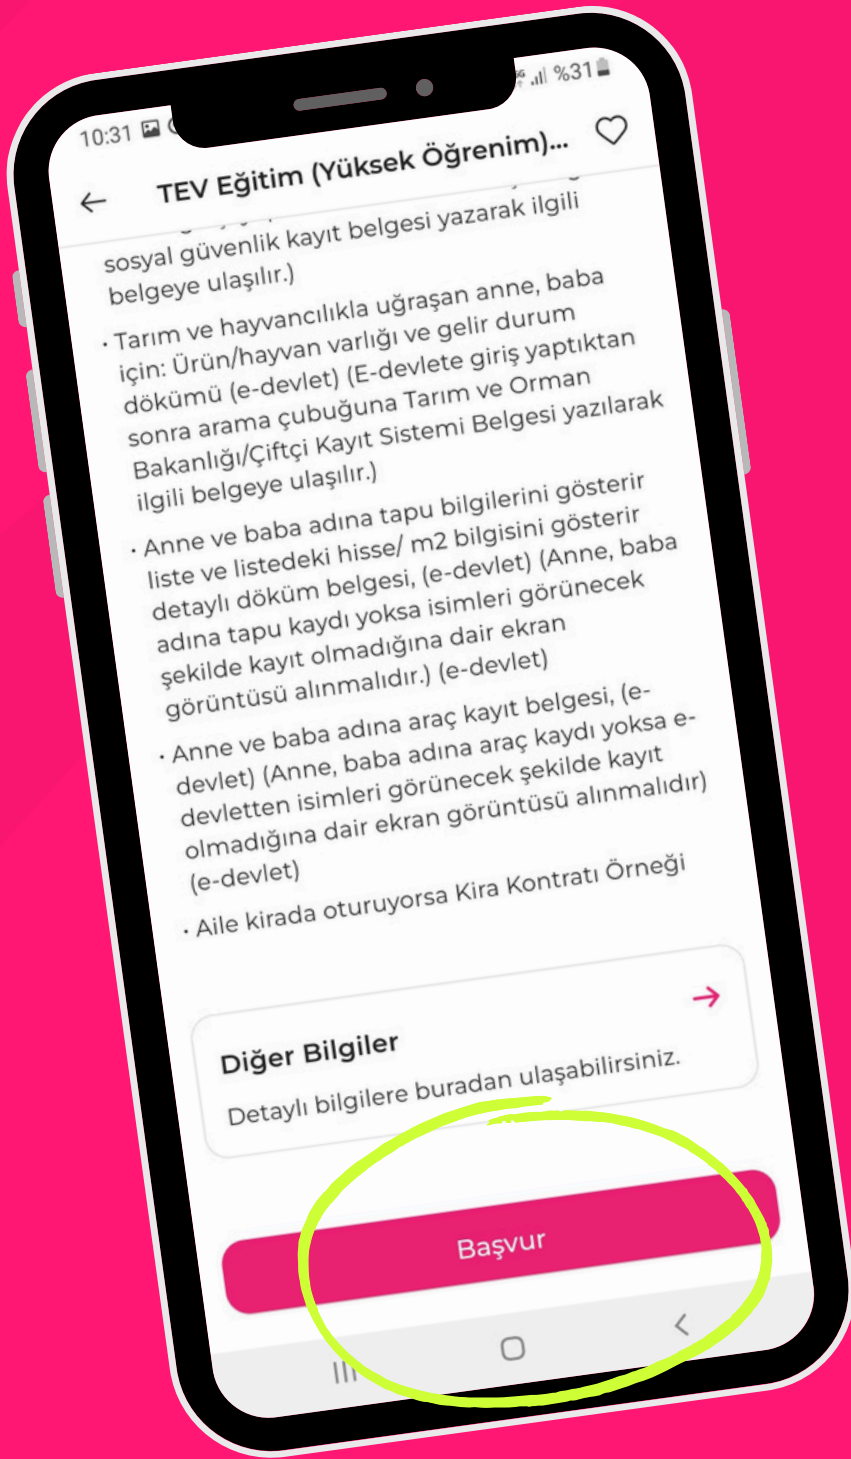 10:31
%31
TEV Eğitim (Yüksek Öğrenim)...
sosyal güvenlik kayıt belgesi yazarak ilgili
belgeye ulaşılır.)
· Tarım ve hayvancılıkla uğraşan anne, baba
için: Ürün/hayvan varlığı ve gelir durum
dökümü (e-devlet) (E-devlete giriş yaptıktan
sonra arama çubuğuna Tarım ve Orman
Bakanlığı/Çiftçi Kayıt Sistemi Belgesi yazılarak
ilgili belgeye ulaşılır.)
· Anne ve baba adına tapu bilgilerini gösterir
liste ve listedeki hisse/ m2 bilgisini gösterir
detaylı döküm belgesi, (e-devlet) (Anne, baba
adına tapu kaydı yoksa isimleri görünecek
şekilde kayıt olmadığına dair ekran
görüntüsü alınmalıdır.) (e-devlet)
· Anne ve baba adına araç kayıt belgesi, (e-
devlet) (Anne, baba adına araç kaydı yoksa e-
devletten isimleri görünecek şekilde kayıt
olmadığına dair ekran görüntüsü alınmalıdır)
(e-devlet)
· Aile kirada oturuyorsa Kira Kontratı Örneği
Diğer Bilgiler
Detaylı bilgilere buradan ulaşabilirsiniz.
Başvur